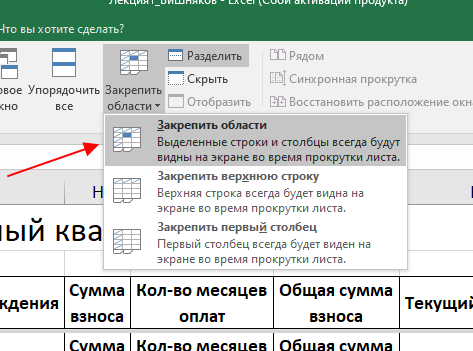 Лекция1_Вишняков - Excel (Сбой активации продукта)
Что вы хотите сделать?
Упорядочить все
Закрепить области
Разделить
Скрыть
Отобразить
Рядом
Синхронная прокрутка
Восстановить расположение окна
Закрепить области
Выделенные строки и столбцы всегда будут
видны на экране во время прокрутки листа.
Закрепить верхнюю строку
Верхняя строка всегда будет видна на
экране во время прокрутки листа.
Закрепить первый столбец
Первый столбец всегда будет виден на
экране во время прокрутки листа.
Н
ный ква
ждения
Сумма
взноса
Кол-во месяцев
оплат
Общая сумма
взноса
Текущий
Сумма
Кол-во месяцев
Общая сумма